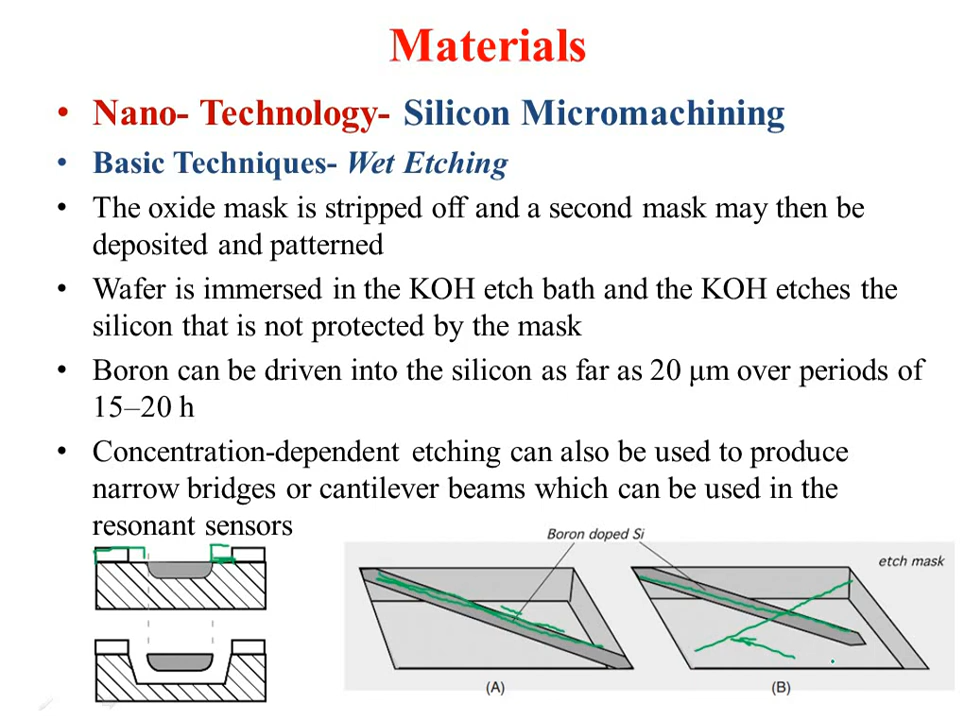 Materials
• Nano- Technology- Silicon Micromachining
• Basic Techniques- Wet Etching
• The oxide mask is stripped off and a second mask may then be
deposited and patterned
• Wafer is immersed in the KOH etch bath and the KOH etches the
silicon that is not protected by the mask
• Boron can be driven into the silicon as far as 20 μm over periods of
15–20 h
• Concentration-dependent etching can also be used to produce
narrow bridges or cantilever beams which can be used in the
resonant sensors
Boron doped Si
etch mask
(A)
(B)